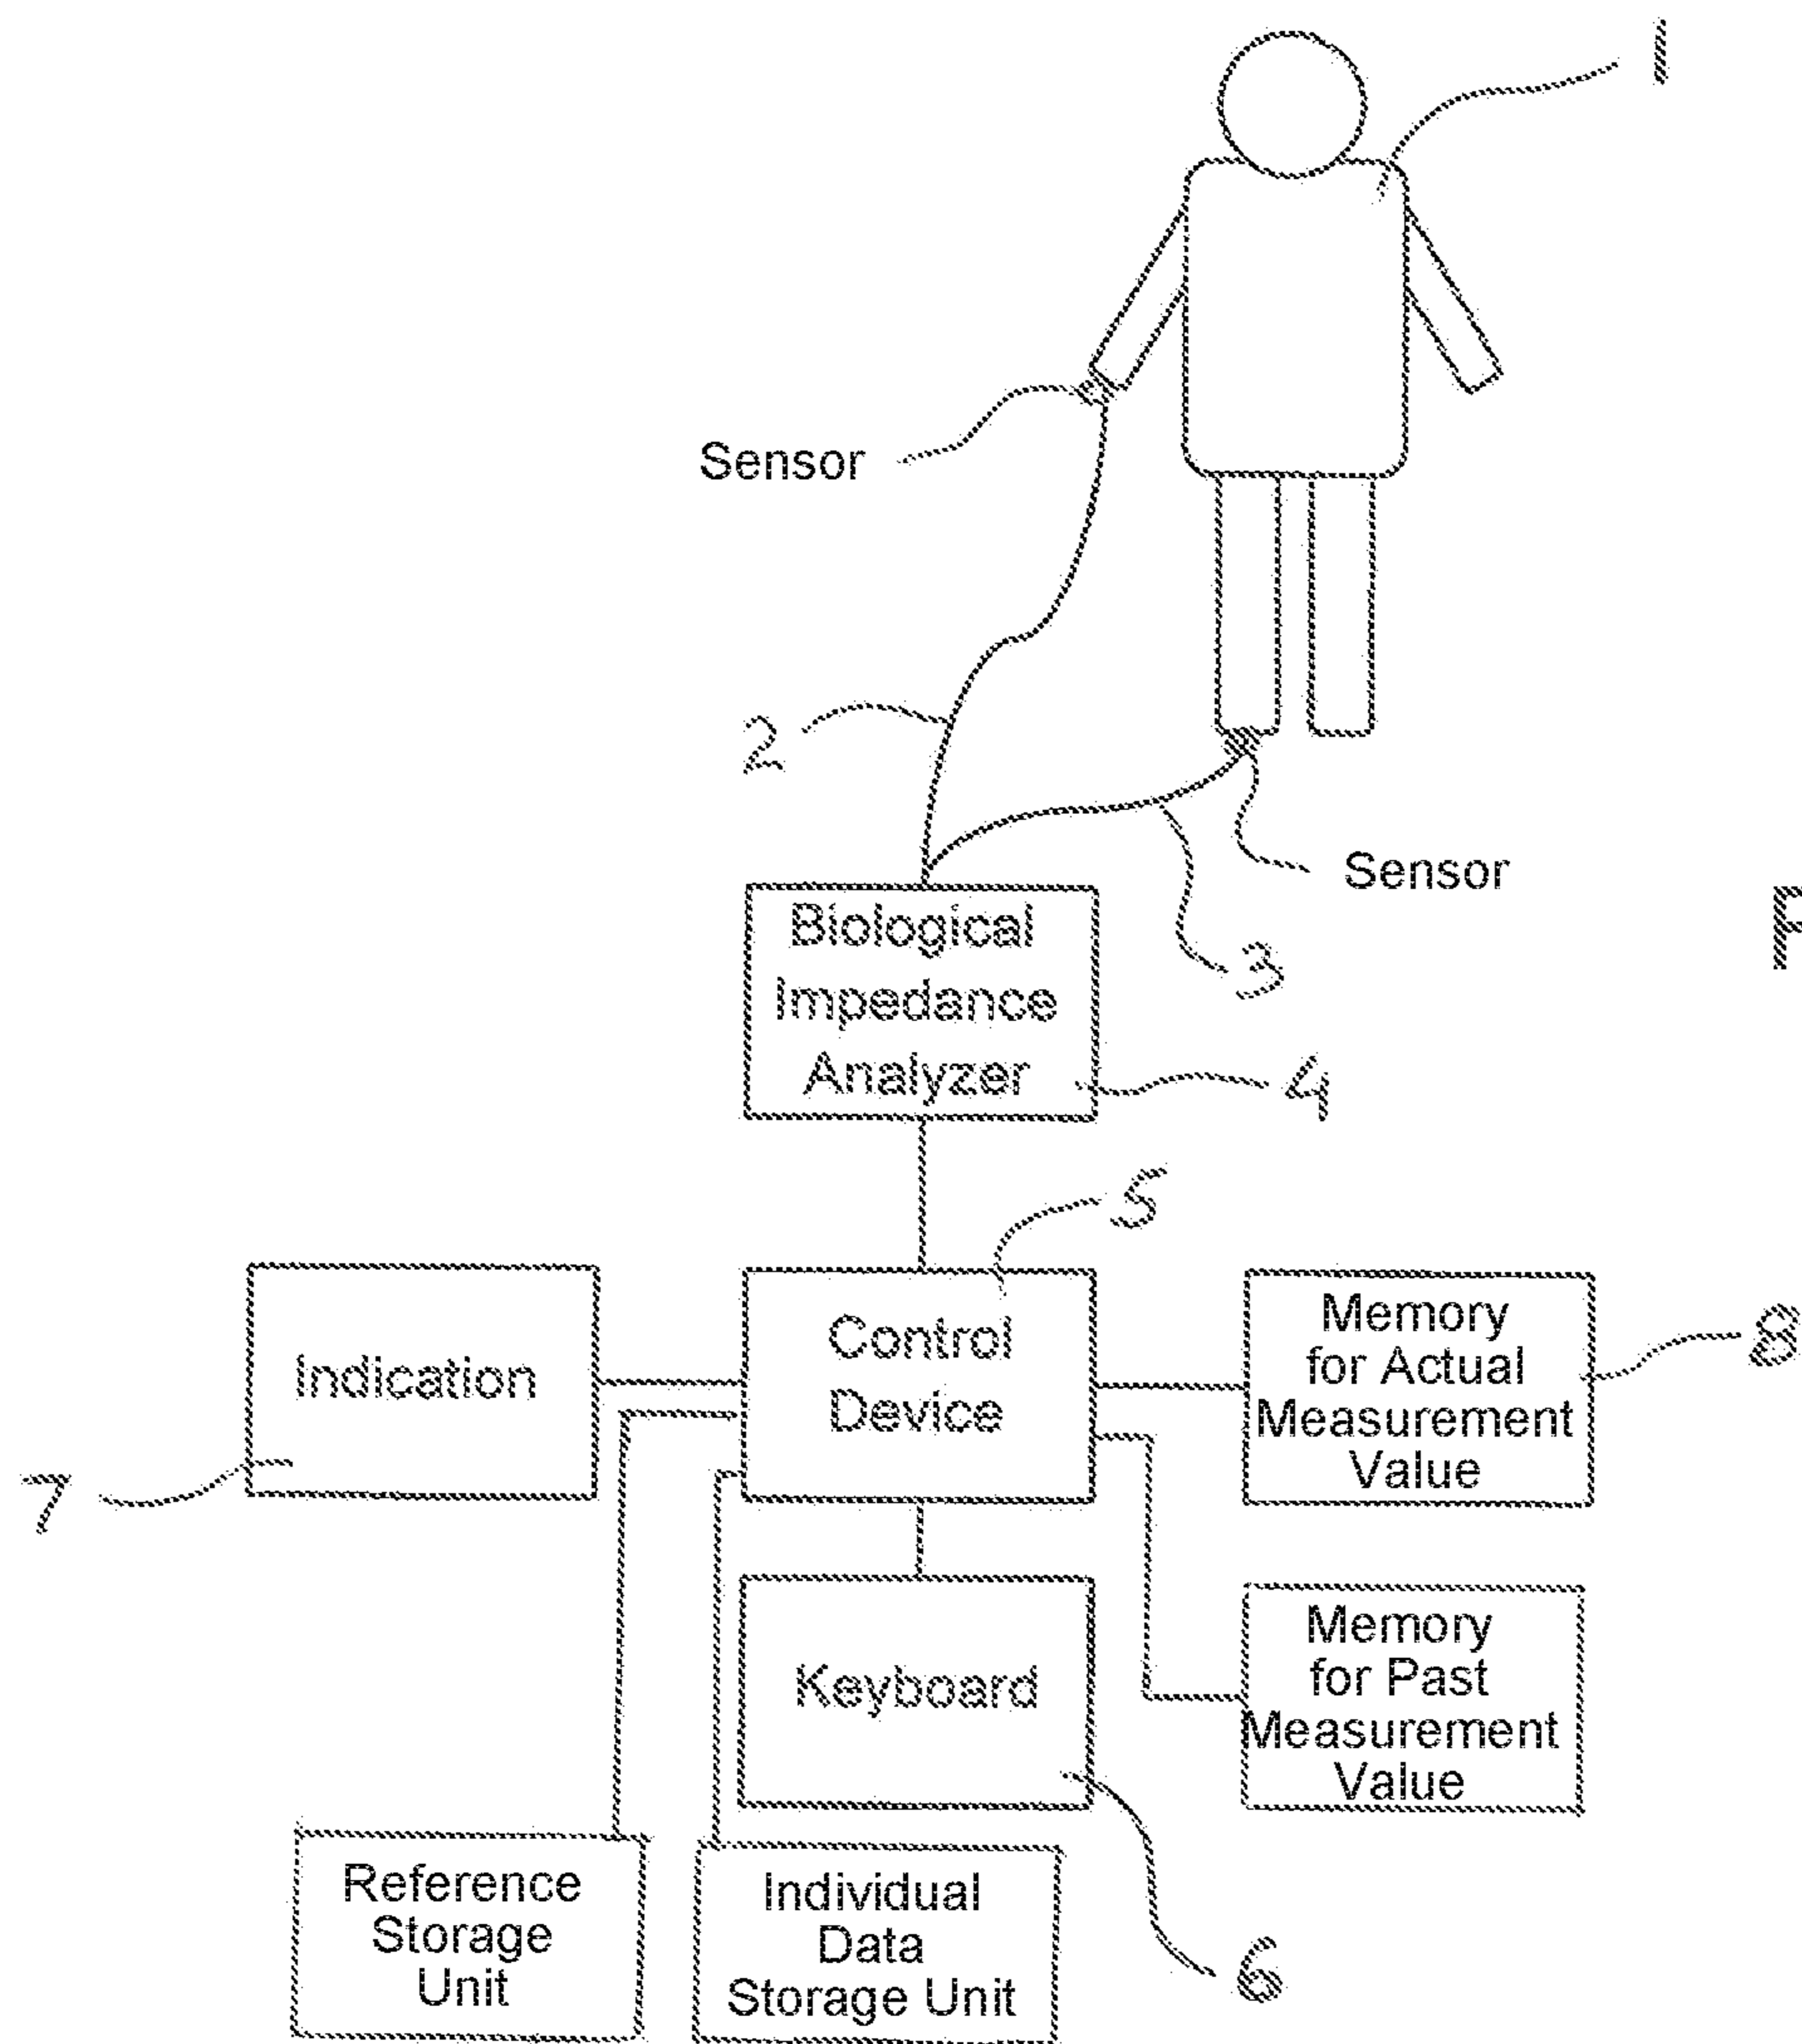 1
Sensor
2
Sensor
3
Biological
Impedance
Analyzer
4
5
Indication
7
Control
Device
Memory
for Actual
Measurement
Value
8
Keyboard
6
Memory
for Past
Measurement
Value
Reference
Storage
Unit
Individual
Data
Storage Unit